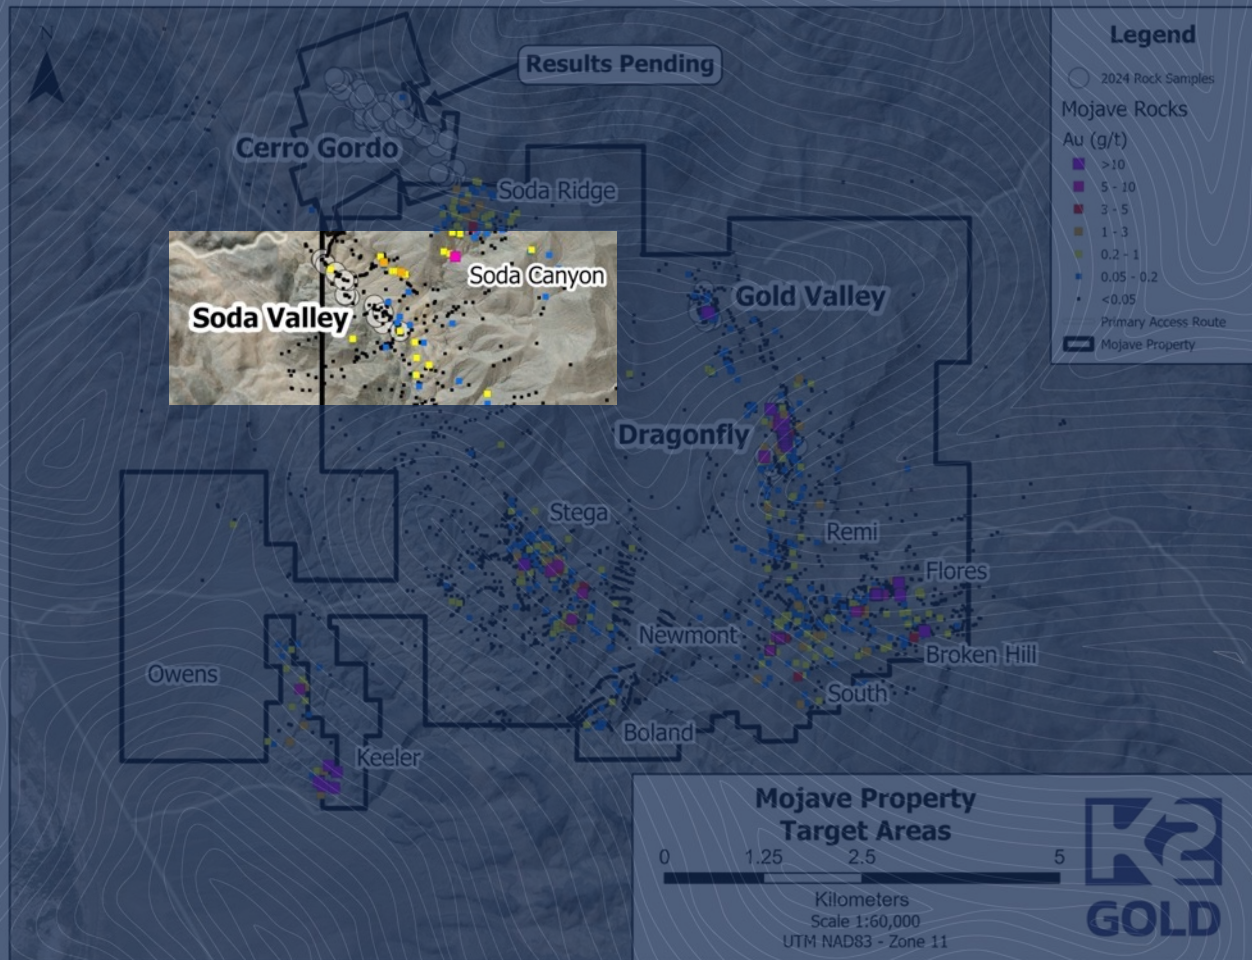 N
Results Pending
Cerro Gordo
Soda Ridge
Soda Canyon
Soda Valley
Gold Valley
Dragonfly
Stega
Remi
Flores
Newmont
Broken Hill
Owens
South
Boland
Keeler
Legend
2024 Rock Samples
Mojave Rocks
Au (g/t)
>10
5 - 10
3 - 5
1 - 3
0.2 - 1
0.05 - 0.2
<0.05
Primary Access Route
Mojave Property
Mojave Property
Target Areas
0 1.25 2.5 5
Kilometers
Scale 1:60,000
UTM NAD83 - Zone 11
K2
GOLD